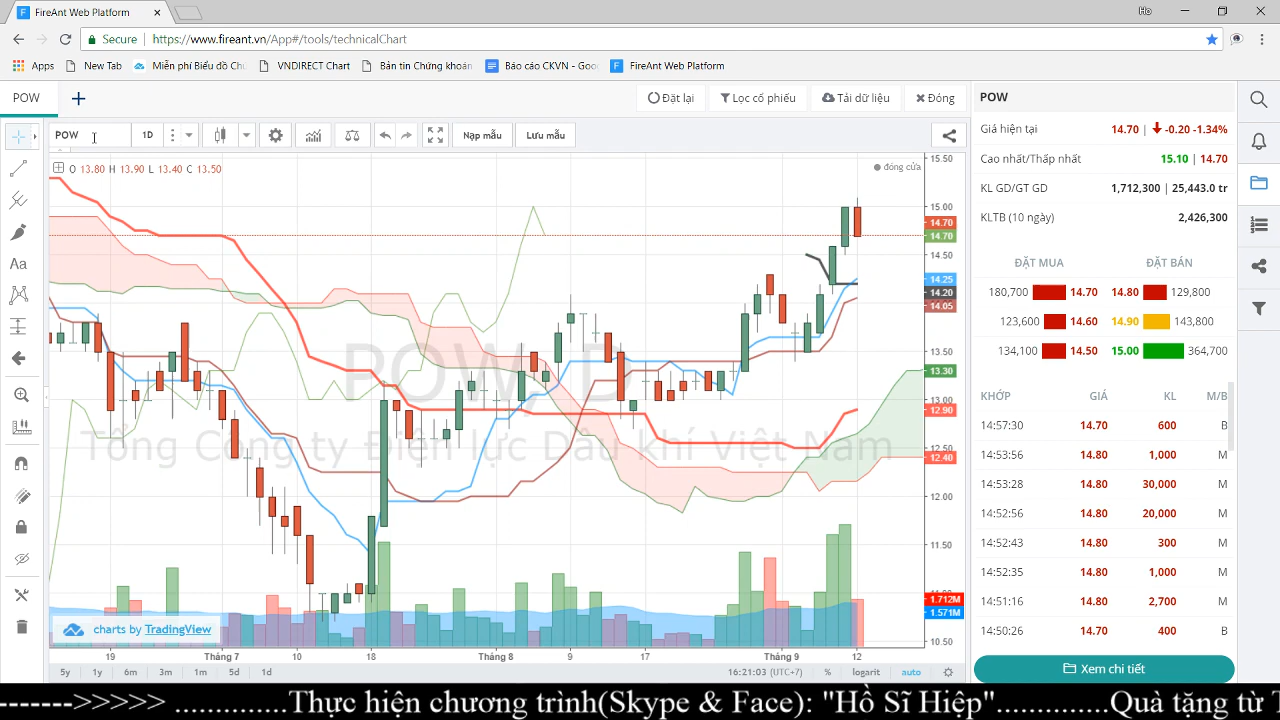 FireAnt Web Platform
Secure https://www.fireant.vn/App#/tools/technicalChart
Apps New Tab Miễn phí Biểu đồ Chứ VNDIRECT Chart Bản tin Chứng khoán Báo cáo CKVN - Goo FireAnt Web Platform
POW Đặt lại Lọc cổ phiếu Tải dữ liệu Đóng
POW 1D Nạp mẫu Lưu mẫu
O 13.80 H 13.90 L 13.40 C 13.50
đóng cửa
POW, D
Tổng Công ty Điện lực Dầu khí Việt Nam
15.50
15.00
14.70
14.70
14.50
14.25
14.20
14.05
13.50
13.30
13.00
12.90
12.50
12.40
12.00
11.50
1.712M
1.571M
10.50
charts by TradingView
19 Tháng 7 10 18 Tháng 8 9 17 Tháng 9 12
5y 1y 6m 3m 1m 5d 1d 16:21:03 (UTC+7) % logarit auto
POW
Giá hiện tại 14.70 | -0.20 -1.34%
Cao nhất/Thấp nhất 15.10 | 14.70
KL GD/GT GD 1,712,300 | 25,443.0 tr
KLTB (10 ngày) 2,426,300
ĐẶT MUA ĐẶT BÁN
180,700 14.70 14.80 129,800
123,600 14.60 14.90 143,800
134,100 14.50 15.00 364,700
KHỚP GIÁ KL M/B
14:57:30 14.70 600 B
14:53:56 14.80 1,000 M
14:53:28 14.80 30,000 M
14:52:56 14.80 20,000 M
14:52:43 14.80 300 M
14:52:35 14.80 1,000 M
14:51:16 14.80 2,700 M
14:50:26 14.70 400 B
Xem chi tiết
------->>>>> ..............Thực hiện chương trình(Skype & Face): "Hồ Sĩ Hiệp"..............Quà tặng từ